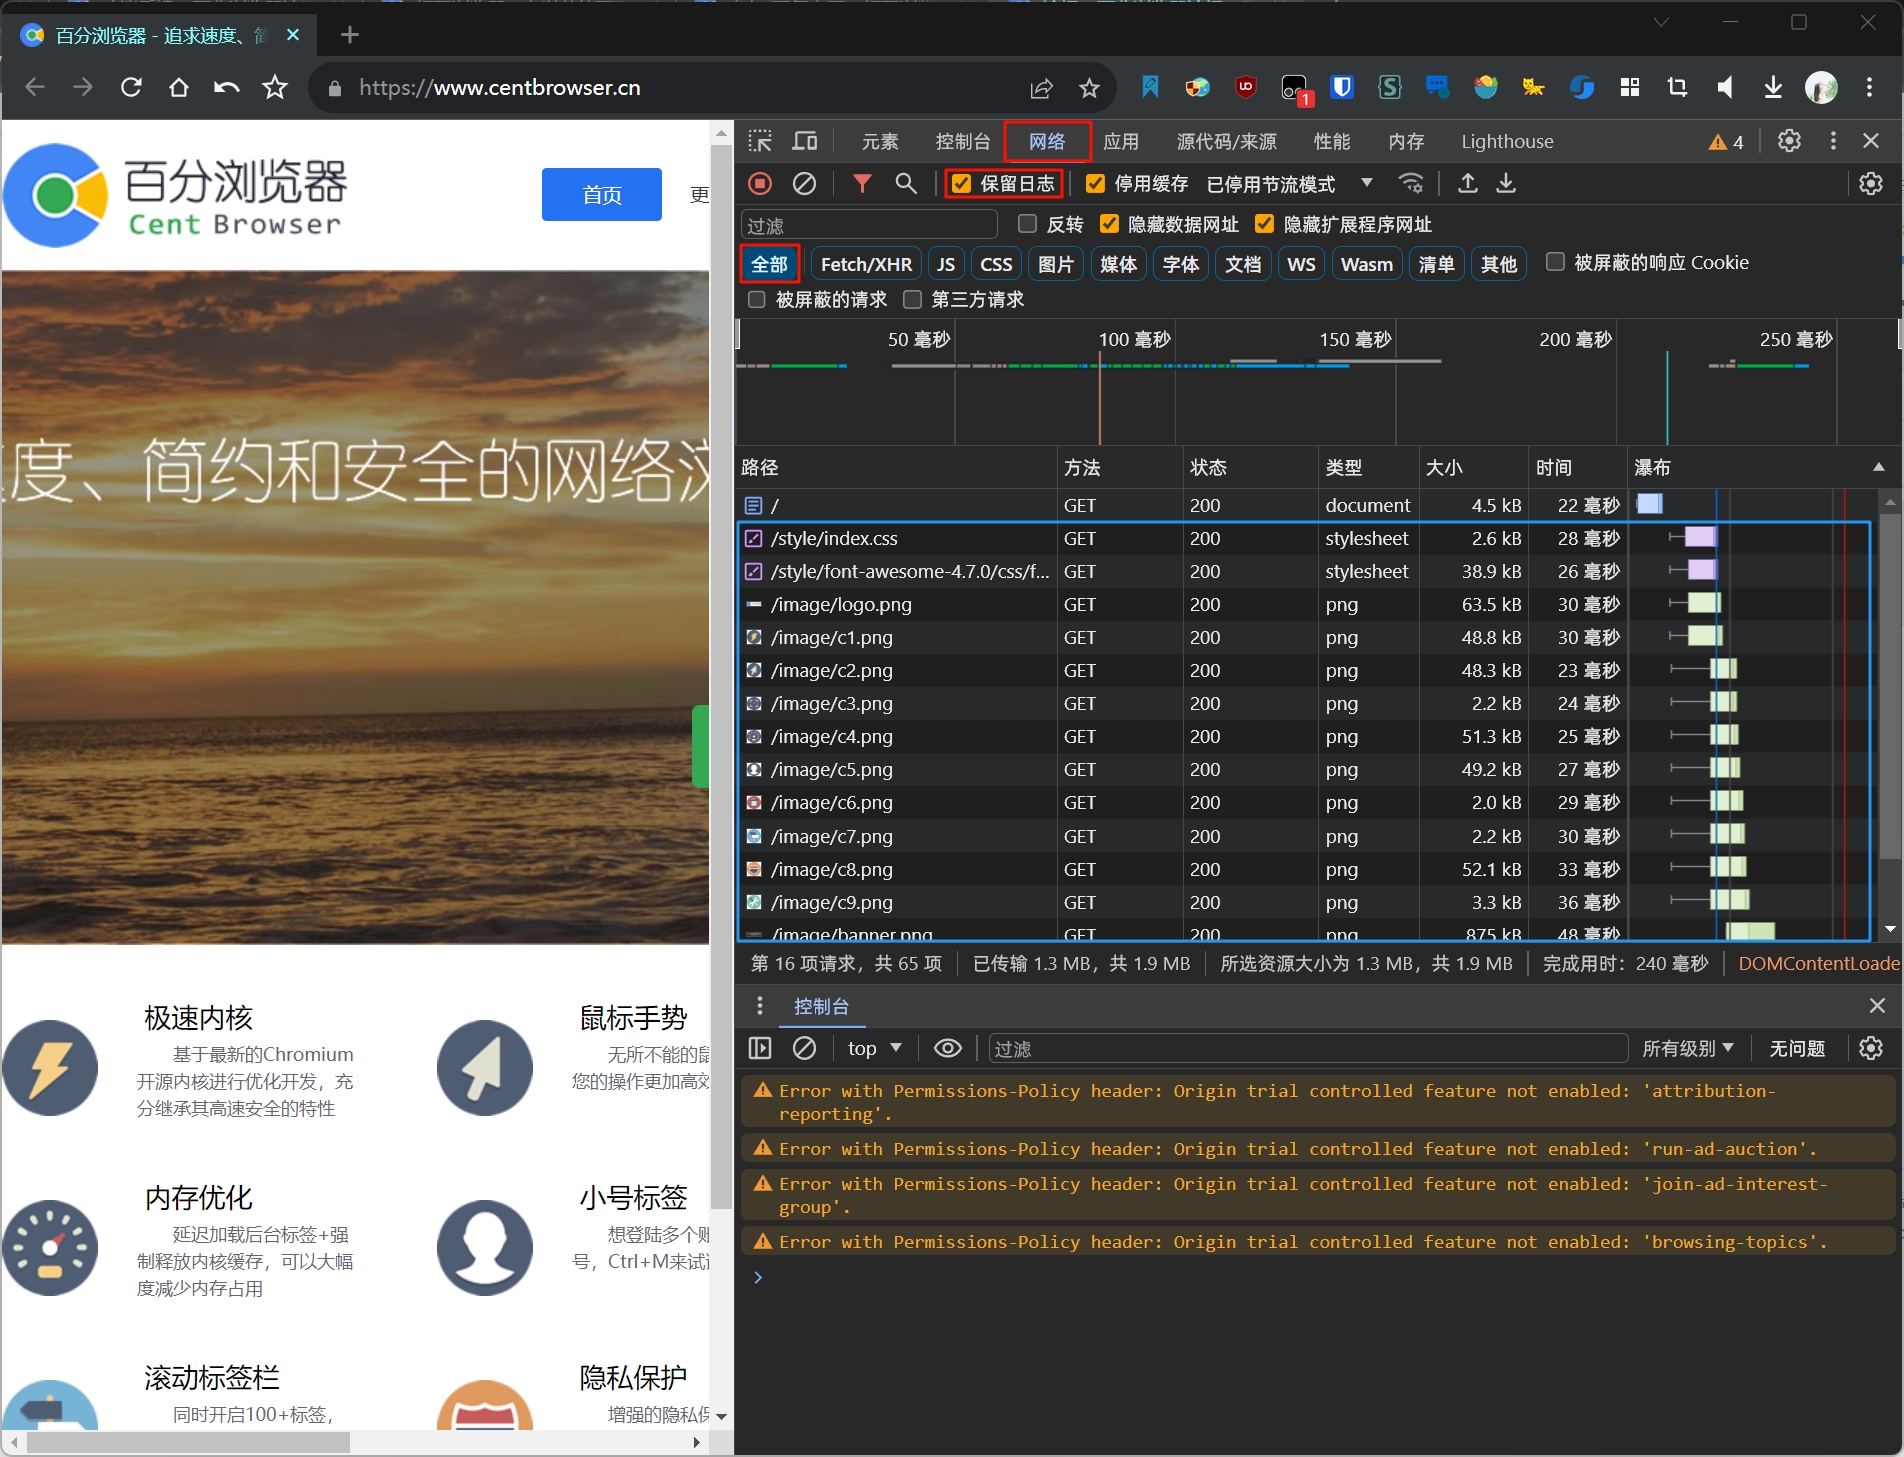 百分浏览器 - 追求速度、简
https://www.centbrowser.cn
1
百分浏览器
Cent Browser
首页
更
度、简约和安全的网络浏
极速内核
基于最新的Chromium
开源内核进行优化开发，充
分继承其高速安全的特性
鼠标手势
无所不能的鼠
您的操作更加高效
内存优化
延迟加载后台标签+强
制释放内核缓存，可以大幅
度减少内存占用
小号标签
想登陆多个账
号，Ctrl+M来试试
滚动标签栏
同时开启100+标签，
隐私保护
增强的隐私保
元素 控制台 网络 应用 源代码/来源 性能 内存 Lighthouse 4
保留日志 停用缓存 已停用节流模式
过滤 反转 隐藏数据网址 隐藏扩展程序网址
全部 Fetch/XHR JS CSS 图片 媒体 字体 文档 WS Wasm 清单 其他 被屏蔽的响应 Cookie
被屏蔽的请求 第三方请求
50 毫秒 100 毫秒 150 毫秒 200 毫秒 250 毫秒
路径 方法 状态 类型 大小 时间 瀑布
/ GET 200 document 4.5 kB 22 毫秒
/style/index.css GET 200 stylesheet 2.6 kB 28 毫秒
/style/font-awesome-4.7.0/css/f... GET 200 stylesheet 38.9 kB 26 毫秒
/image/logo.png GET 200 png 63.5 kB 30 毫秒
/image/c1.png GET 200 png 48.8 kB 30 毫秒
/image/c2.png GET 200 png 48.3 kB 23 毫秒
/image/c3.png GET 200 png 2.2 kB 24 毫秒
/image/c4.png GET 200 png 51.3 kB 25 毫秒
/image/c5.png GET 200 png 49.2 kB 27 毫秒
/image/c6.png GET 200 png 2.0 kB 29 毫秒
/image/c7.png GET 200 png 2.2 kB 30 毫秒
/image/c8.png GET 200 png 52.1 kB 33 毫秒
/image/c9.png GET 200 png 3.3 kB 36 毫秒
/image/banner.png GET 200 png 875 kB 48 毫秒
第 16 项请求，共 65 项 已传输 1.3 MB，共 1.9 MB 所选资源大小为 1.3 MB，共 1.9 MB 完成用时：240 毫秒 DOMContentLoade
控制台
top 过滤 所有级别 无问题
Error with Permissions-Policy header: Origin trial controlled feature not enabled: 'attribution-
reporting'.
Error with Permissions-Policy header: Origin trial controlled feature not enabled: 'run-ad-auction'.
Error with Permissions-Policy header: Origin trial controlled feature not enabled: 'join-ad-interest-
group'.
Error with Permissions-Policy header: Origin trial controlled feature not enabled: 'browsing-topics'.